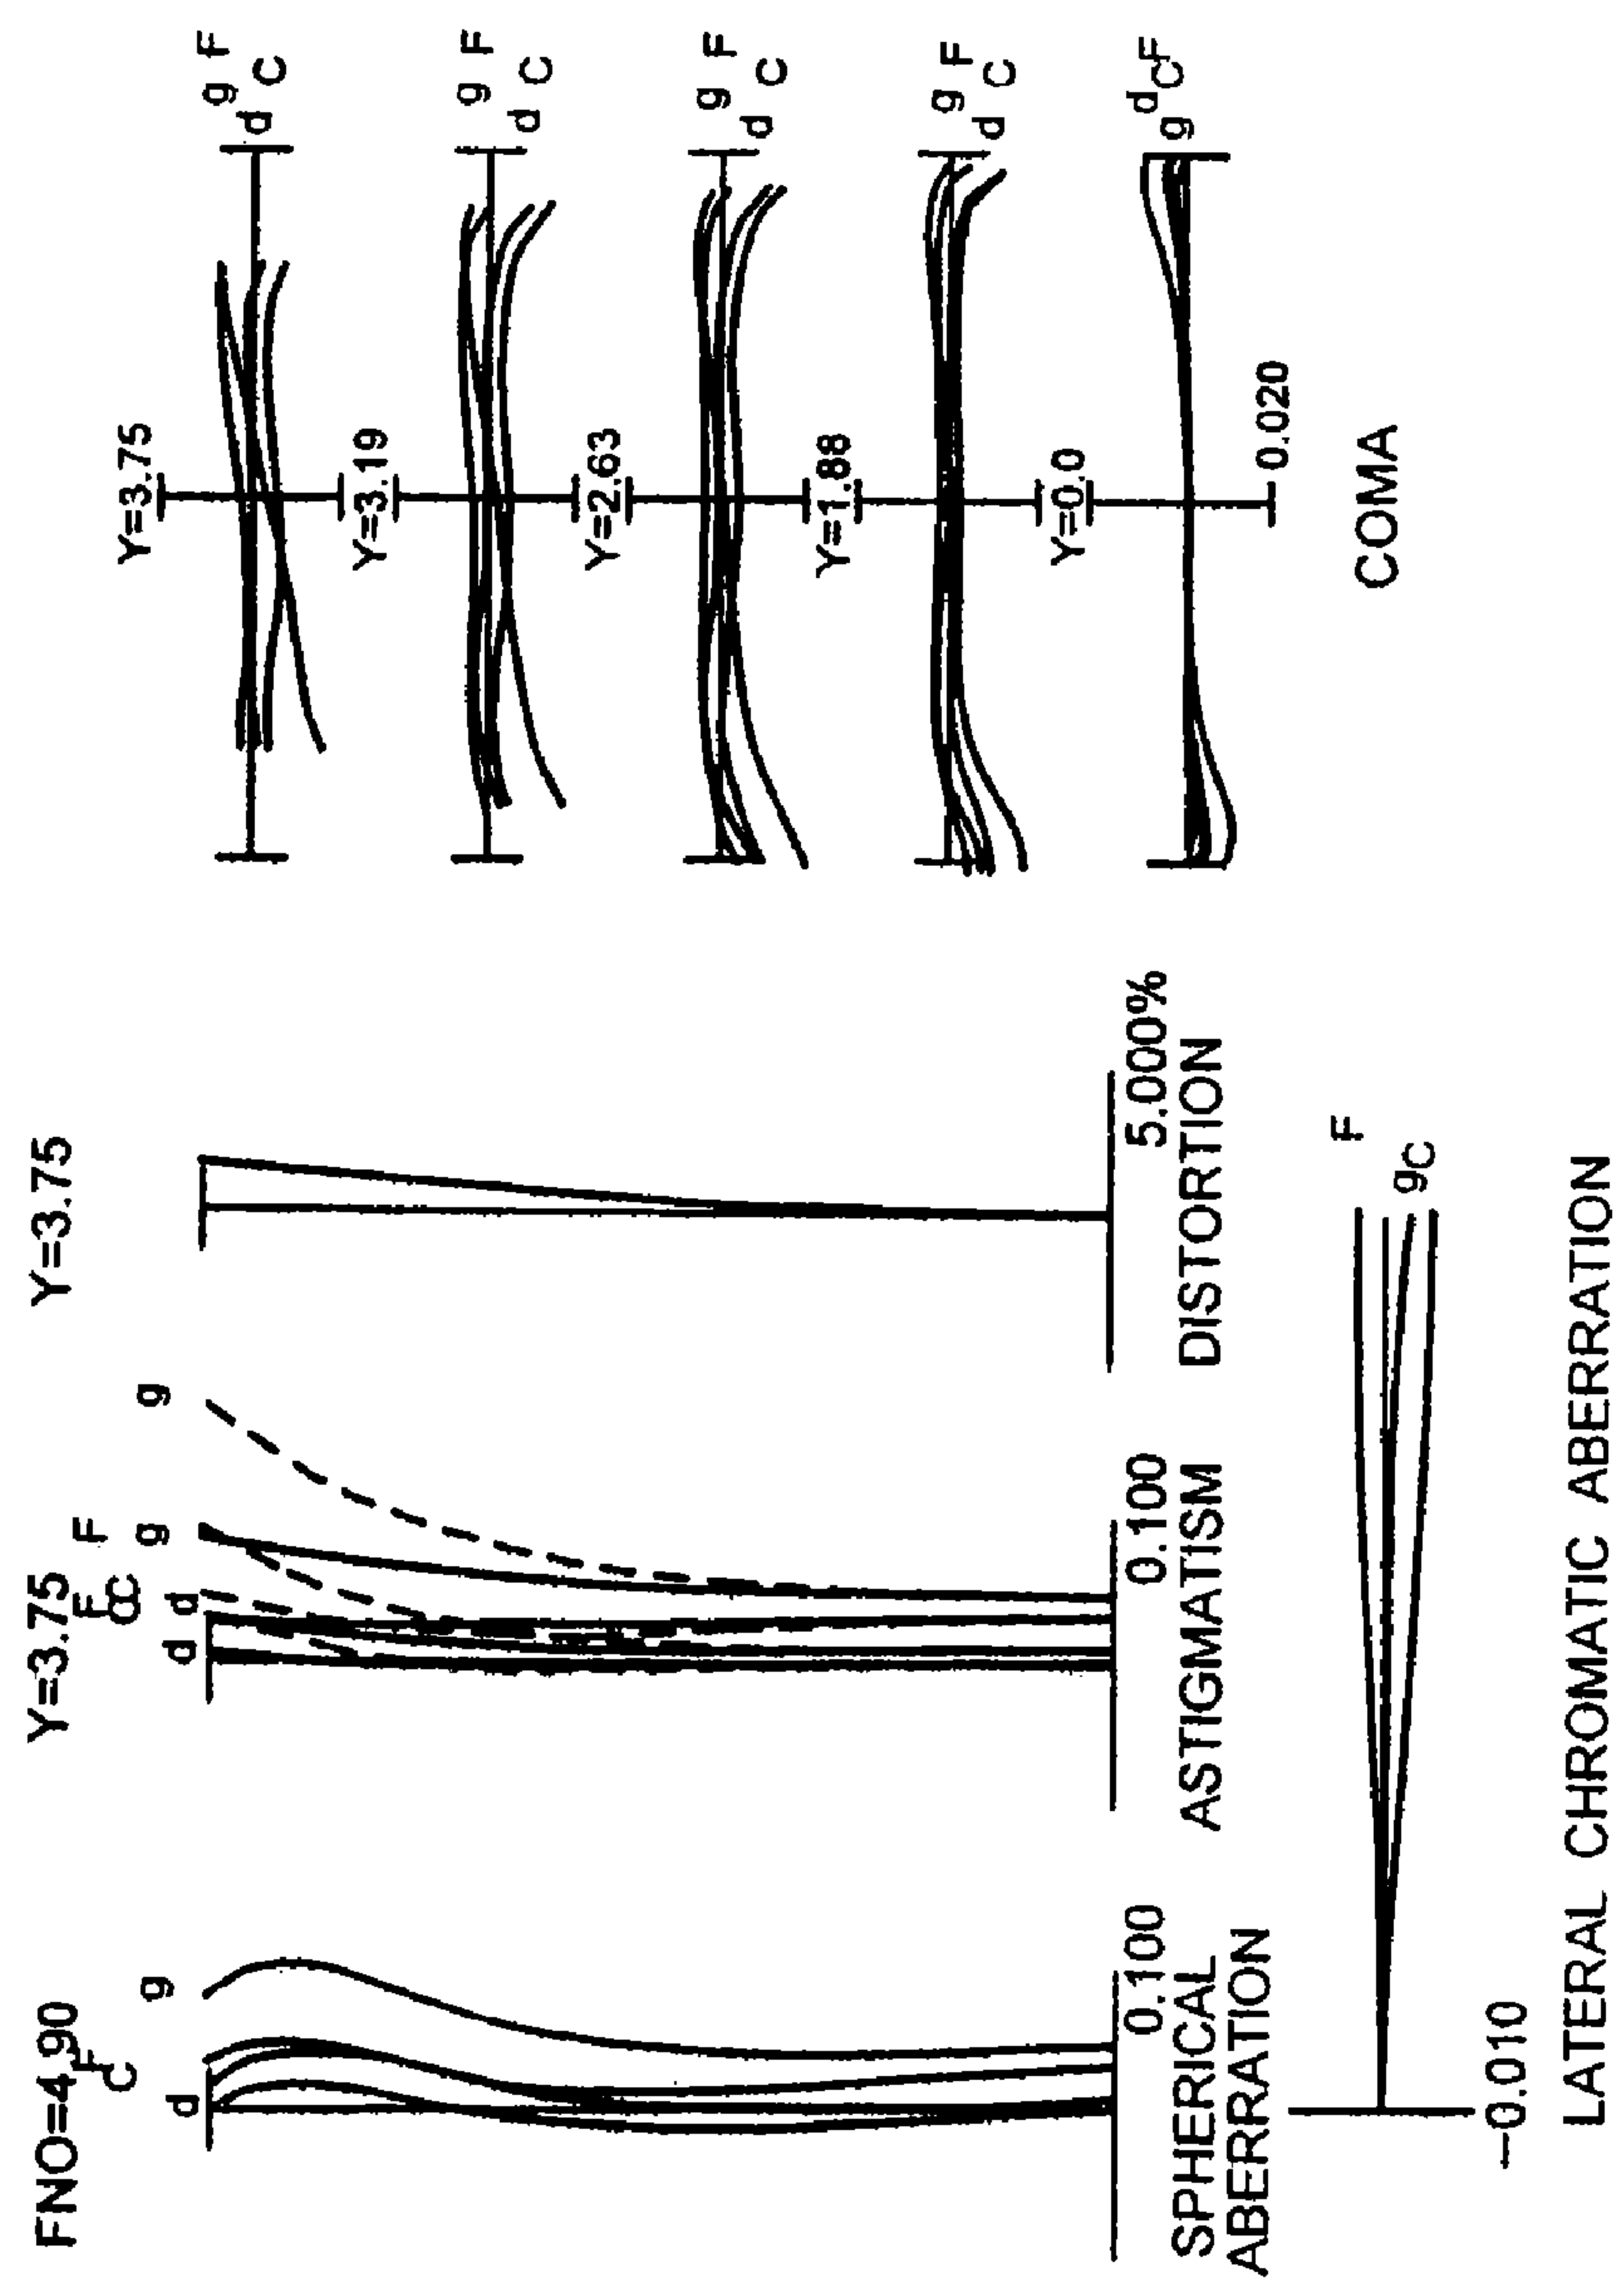 FNO=4.90
F
C
g
d
0.100
SPHERICAL
ABERRATION
Y=3.75
F F
C C
g g
d d
0.100
ASTIGMATISM
Y=3.75
5.000%
DISTORTION
Y=3.75
g F
d C
Y=3.19
g F
d C
Y=2.63
g F
d C
Y=1.88
g F
d C
Y=0.0
d F
g C
0.020
COMA
F
g C
−0.010
LATERAL CHROMATIC ABERRATION